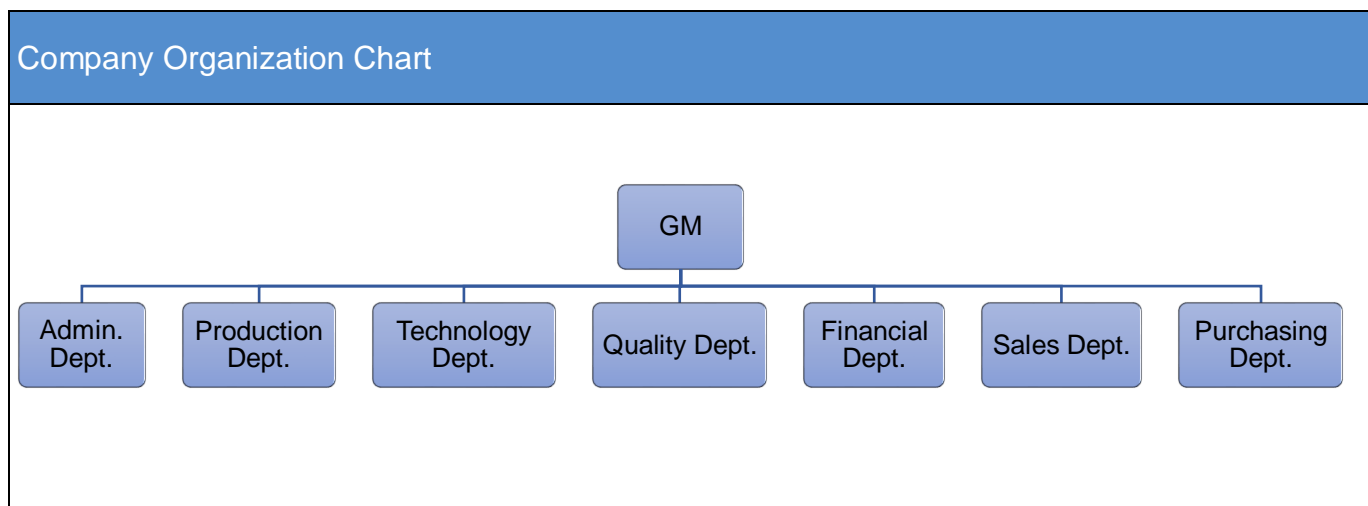 Company Organization Chart
GM
Admin.
Dept.
Production
Dept.
Technology
Dept.
Quality Dept.
Financial
Dept.
Sales Dept.
Purchasing
Dept.